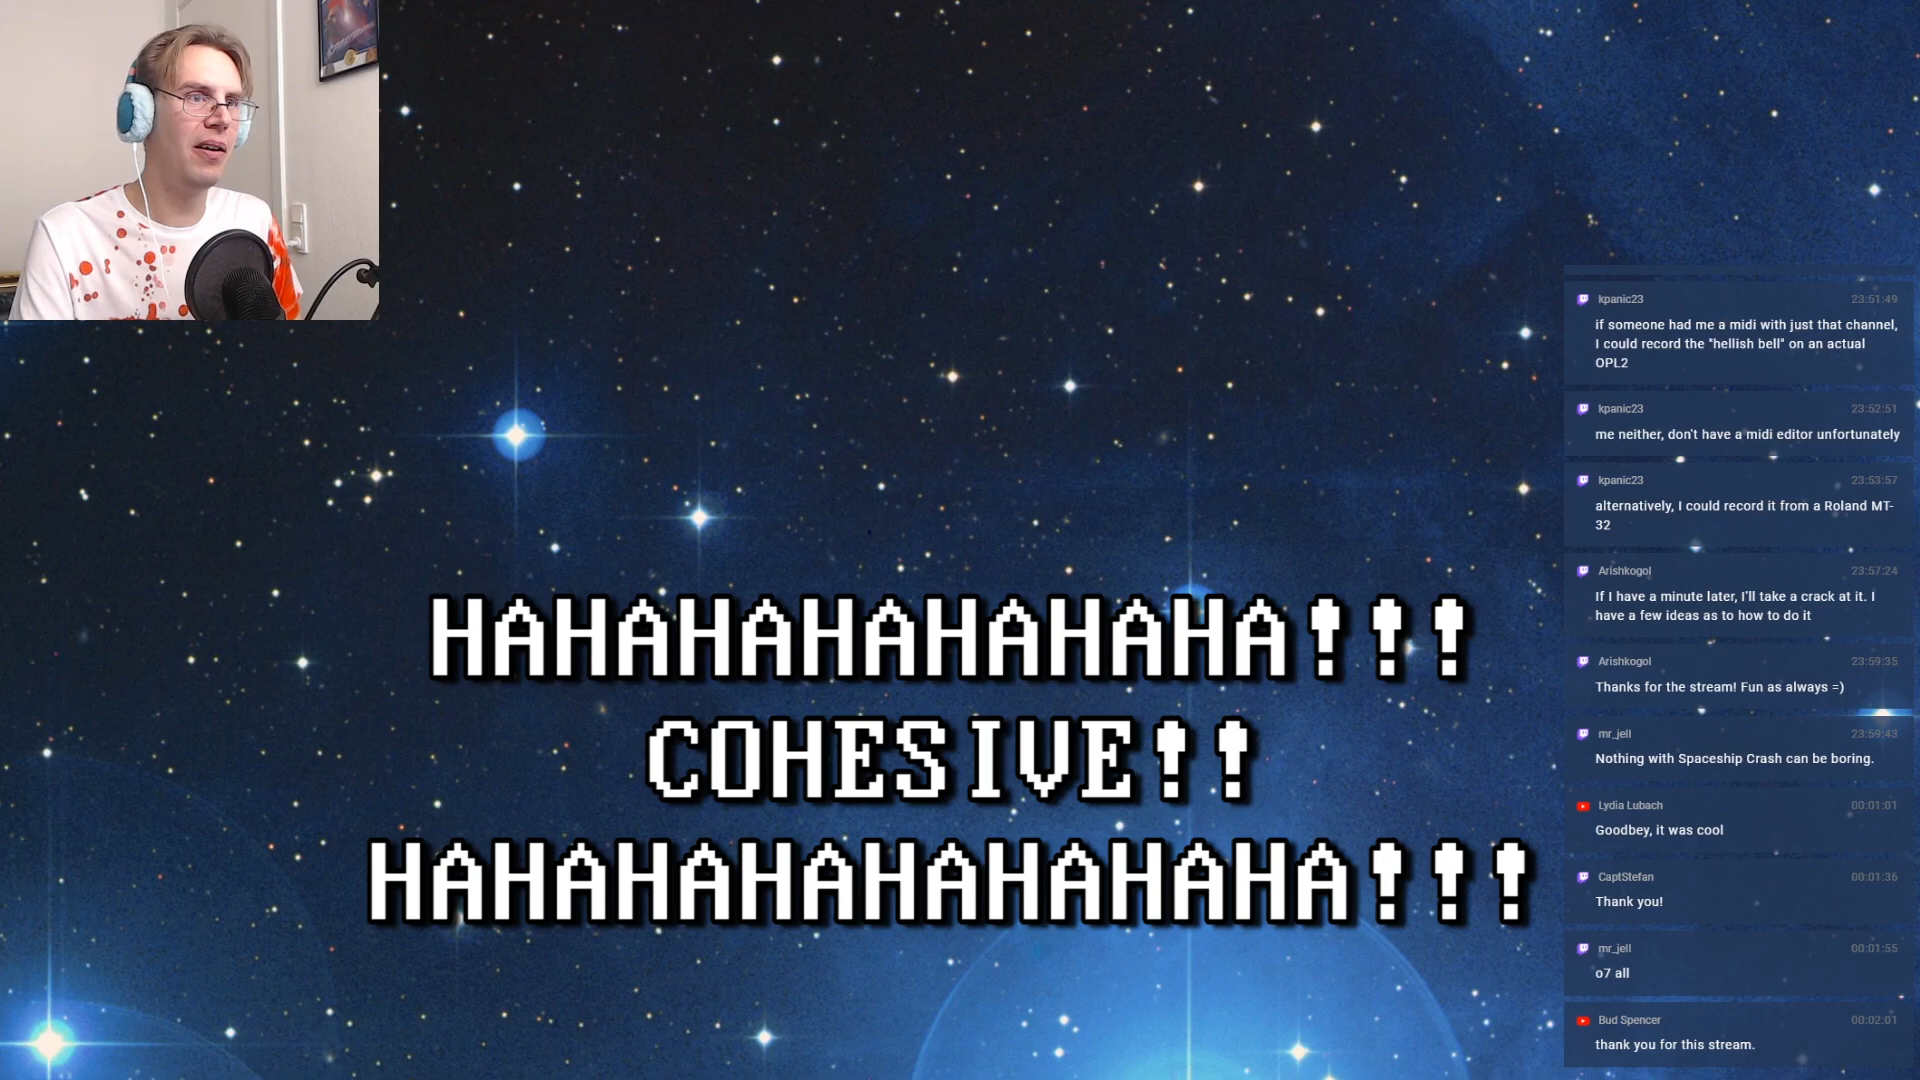 HAHAHAHAHAHAHA!!!
COHESIVE!!
HAHAHAHAHAHAHAHA!!!
kpanic23 23:51:49
if someone had me a midi with just that channel,
I could record the "hellish bell" on an actual
OPL2
kpanic23 23:52:51
me neither, don't have a midi editor unfortunately
kpanic23 23:53:57
alternatively, I could record it from a Roland MT-
32
Arishkogol 23:57:24
If I have a minute later, I'll take a crack at it. I
have a few ideas as to how to do it
Arishkogol 23:59:35
Thanks for the stream! Fun as always =)
mr_jell 23:59:43
Nothing with Spaceship Crash can be boring.
Lydia Lubach 00:01:01
Goodbey, it was cool
CaptStefan 00:01:36
Thank you!
mr_jell 00:01:55
o7 all
Bud Spencer 00:02:01
thank you for this stream.